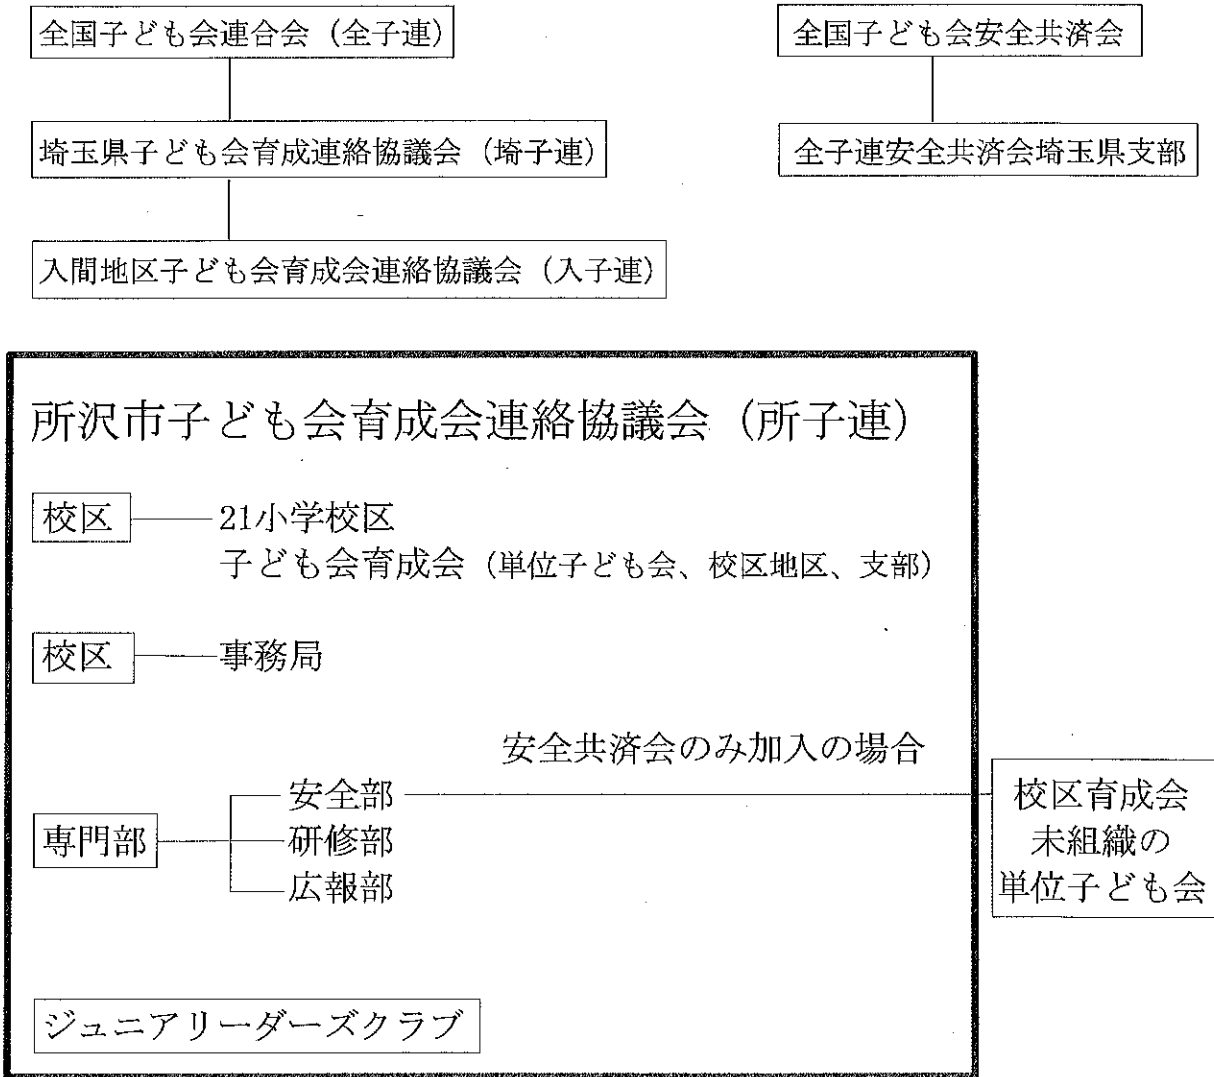 全国子ども会連合会（全子連）
全国子ども会安全共済会
埼玉県子ども会育成連絡協議会（埼子連）
全子連安全共済会埼玉県支部
入間地区子ども会育成会連絡協議会（入子連）
所沢市子ども会育成会連絡協議会（所子連）
校区
21小学校区
子ども会育成会（単位子ども会、校区地区、支部）
校区
事務局
安全共済会のみ加入の場合
専門部
安全部
研修部
広報部
校区育成会
未組織の
単位子ども会
ジュニアリーダーズクラブ